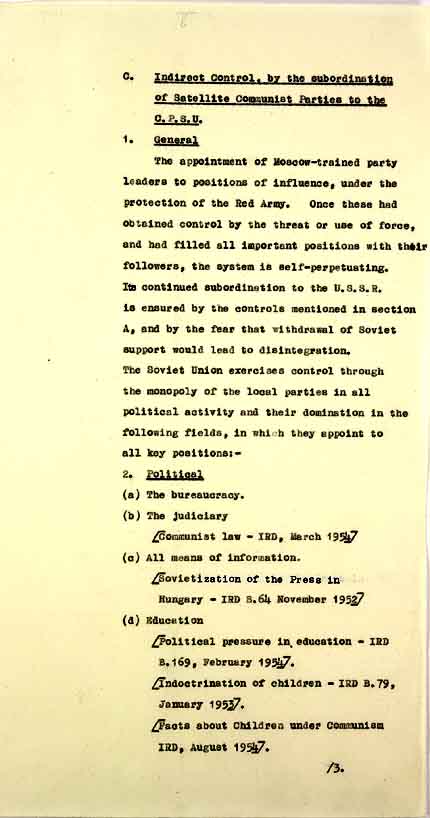 C. Indirect Control, by the subordination
of Satellite Communist Parties to the
C.P.S.U.
1. General
The appointment of Moscow-trained party
leaders to positions of influence, under the
protection of the Red Army. Once these had
obtained control by the threat or use of force,
and had filled all important positions with their
followers, the system is self-perpetuating.
Its continued subordination to the U.S.S.R.
is ensured by the controls mentioned in section
A, and by the fear that withdrawal of Soviet
support would lead to disintegration.
The Soviet Union exercises control through
the monopoly of the local parties in all
political activity and their domination in the
following fields, in which they appoint to
all key positions:-
2. Political
(a) The bureaucracy.
(b) The judiciary
[Communist law - IRD, March 1954]
(c) All means of information.
[Sovietization of the Press in
Hungary - IRD S.64 November 1952]
(d) Education
[Political pressure in education - IRD
B.169, February 1954].
[Indoctrination of children - IRD B.79,
January 1953].
[Facts about Children under Communism
IRD, August 1954].
/3.